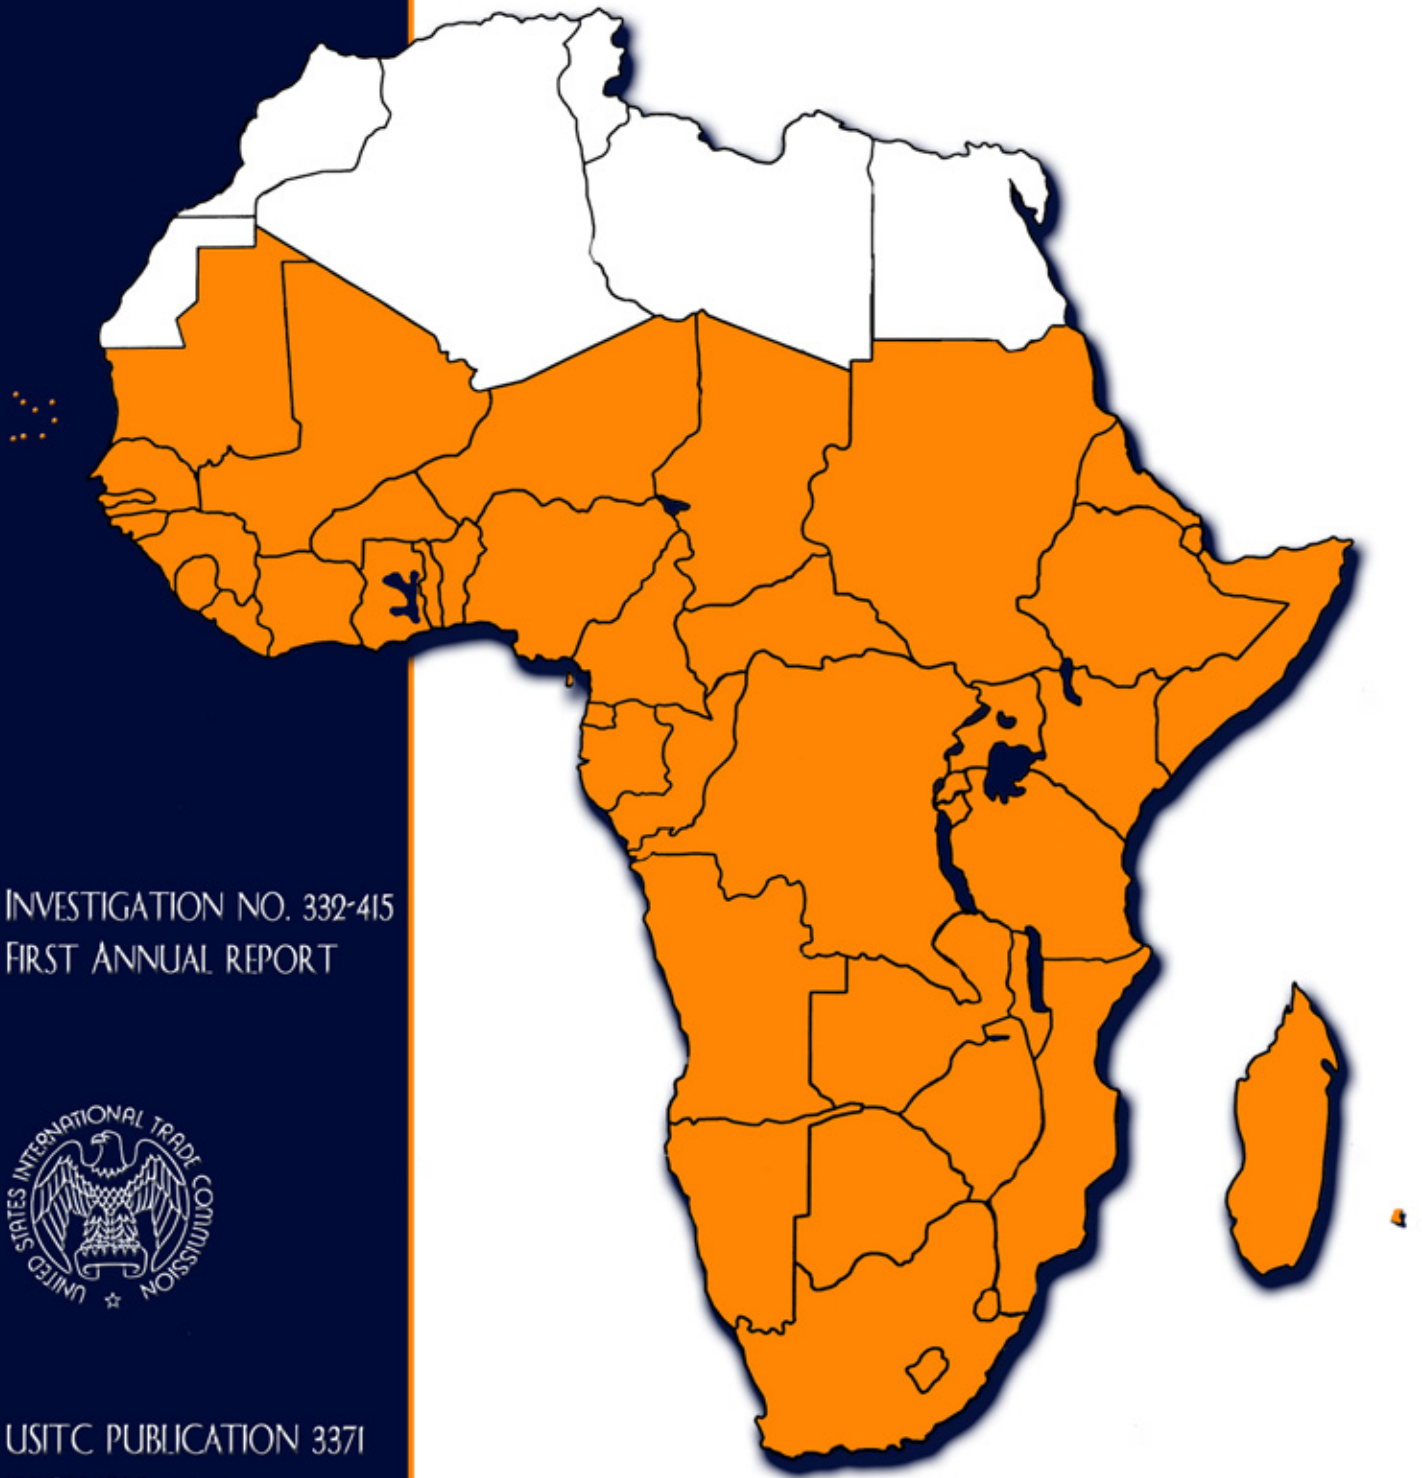 INVESTIGATION NO. 332-415
FIRST ANNUAL REPORT
UNITED STATES INTERNATIONAL TRADE COMMISSION
USITC PUBLICATION 3371